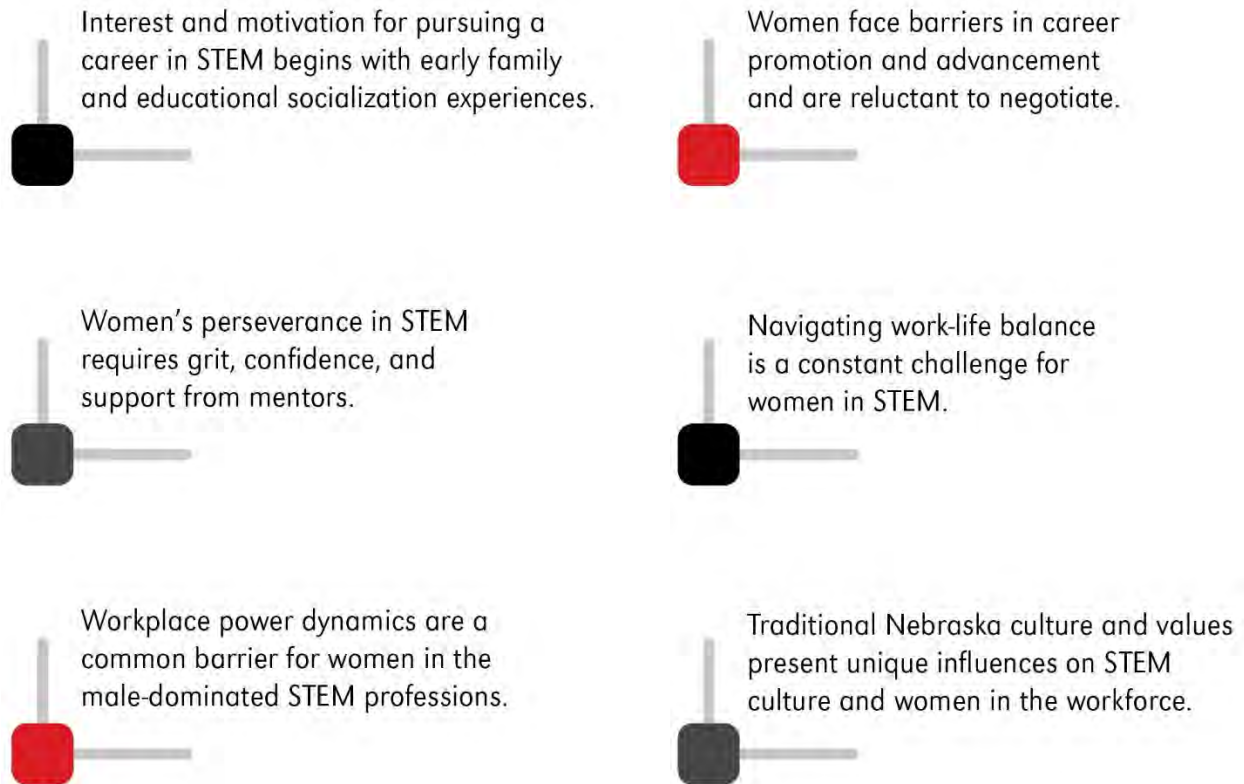 Interest and motivation for pursuing a
career in STEM begins with early family
and educational socialization experiences.
Women face barriers in career
promotion and advancement
and are reluctant to negotiate.
Women’s perseverance in STEM
requires grit, confidence, and
support from mentors.
Navigating work-life balance
is a constant challenge for
women in STEM.
Workplace power dynamics are a
common barrier for women in the
male-dominated STEM professions.
Traditional Nebraska culture and values
present unique influences on STEM
culture and women in the workforce.